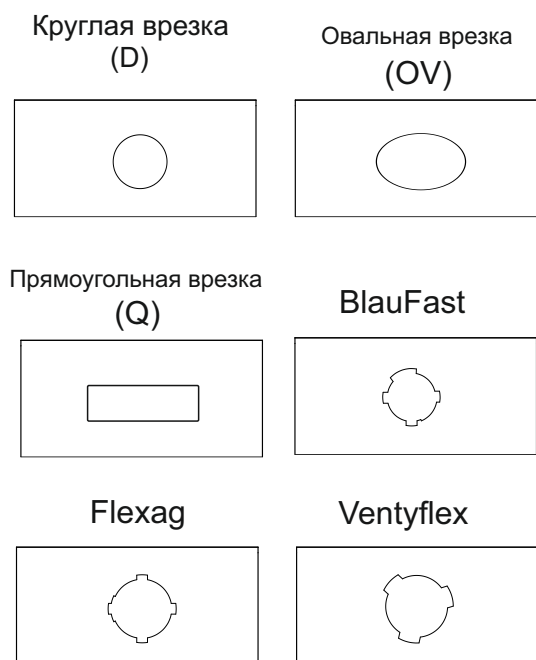 Круглая врезка
(D)
Овальная врезка
(OV)
Прямоугольная врезка
(Q)
BlauFast
Flexag
Ventyflex